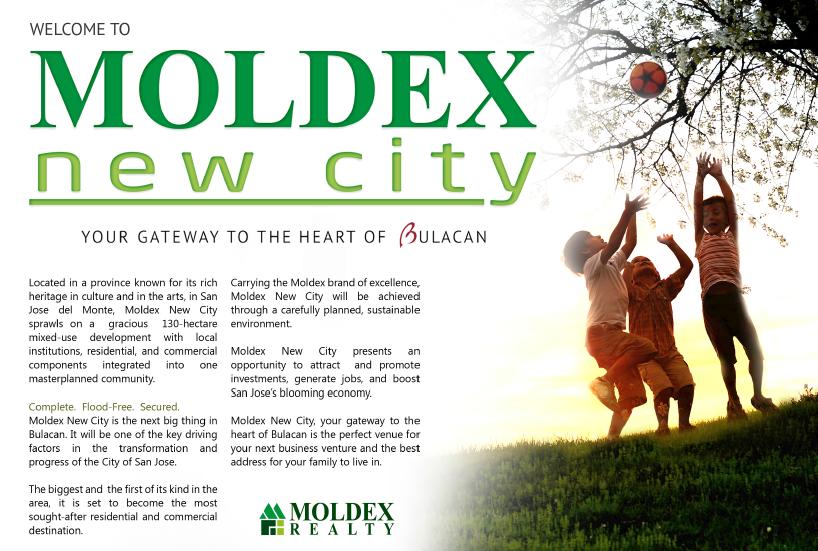 WELCOME TO
MOLDEX
new city
YOUR GATEWAY TO THE HEART OF BULACAN
Located in a province known for its rich
heritage in culture and in the arts, in San
Jose del Monte, Moldex New City
sprawls on a gracious 130-hectare
mixed-use development with local
institutions, residential, and commercial
components integrated into one
masterplanned community.
Complete. Flood-Free. Secured.
Moldex New City is the next big thing in
Bulacan. It will be one of the key driving
factors in the transformation and
progress of the City of San Jose.
The biggest and the first of its kind in the
area, it is set to become the most
sought-after residential and commercial
destination.
Carrying the Moldex brand of excellence,
Moldex New City will be achieved
through a carefully planned, sustainable
environment.
Moldex New City presents an
opportunity to attract and promote
investments, generate jobs, and boost
San Jose's blooming economy.
Moldex New City, your gateway to the
heart of Bulacan is the perfect venue for
your next business venture and the best
address for your family to live in.
MOLDEX
REALTY